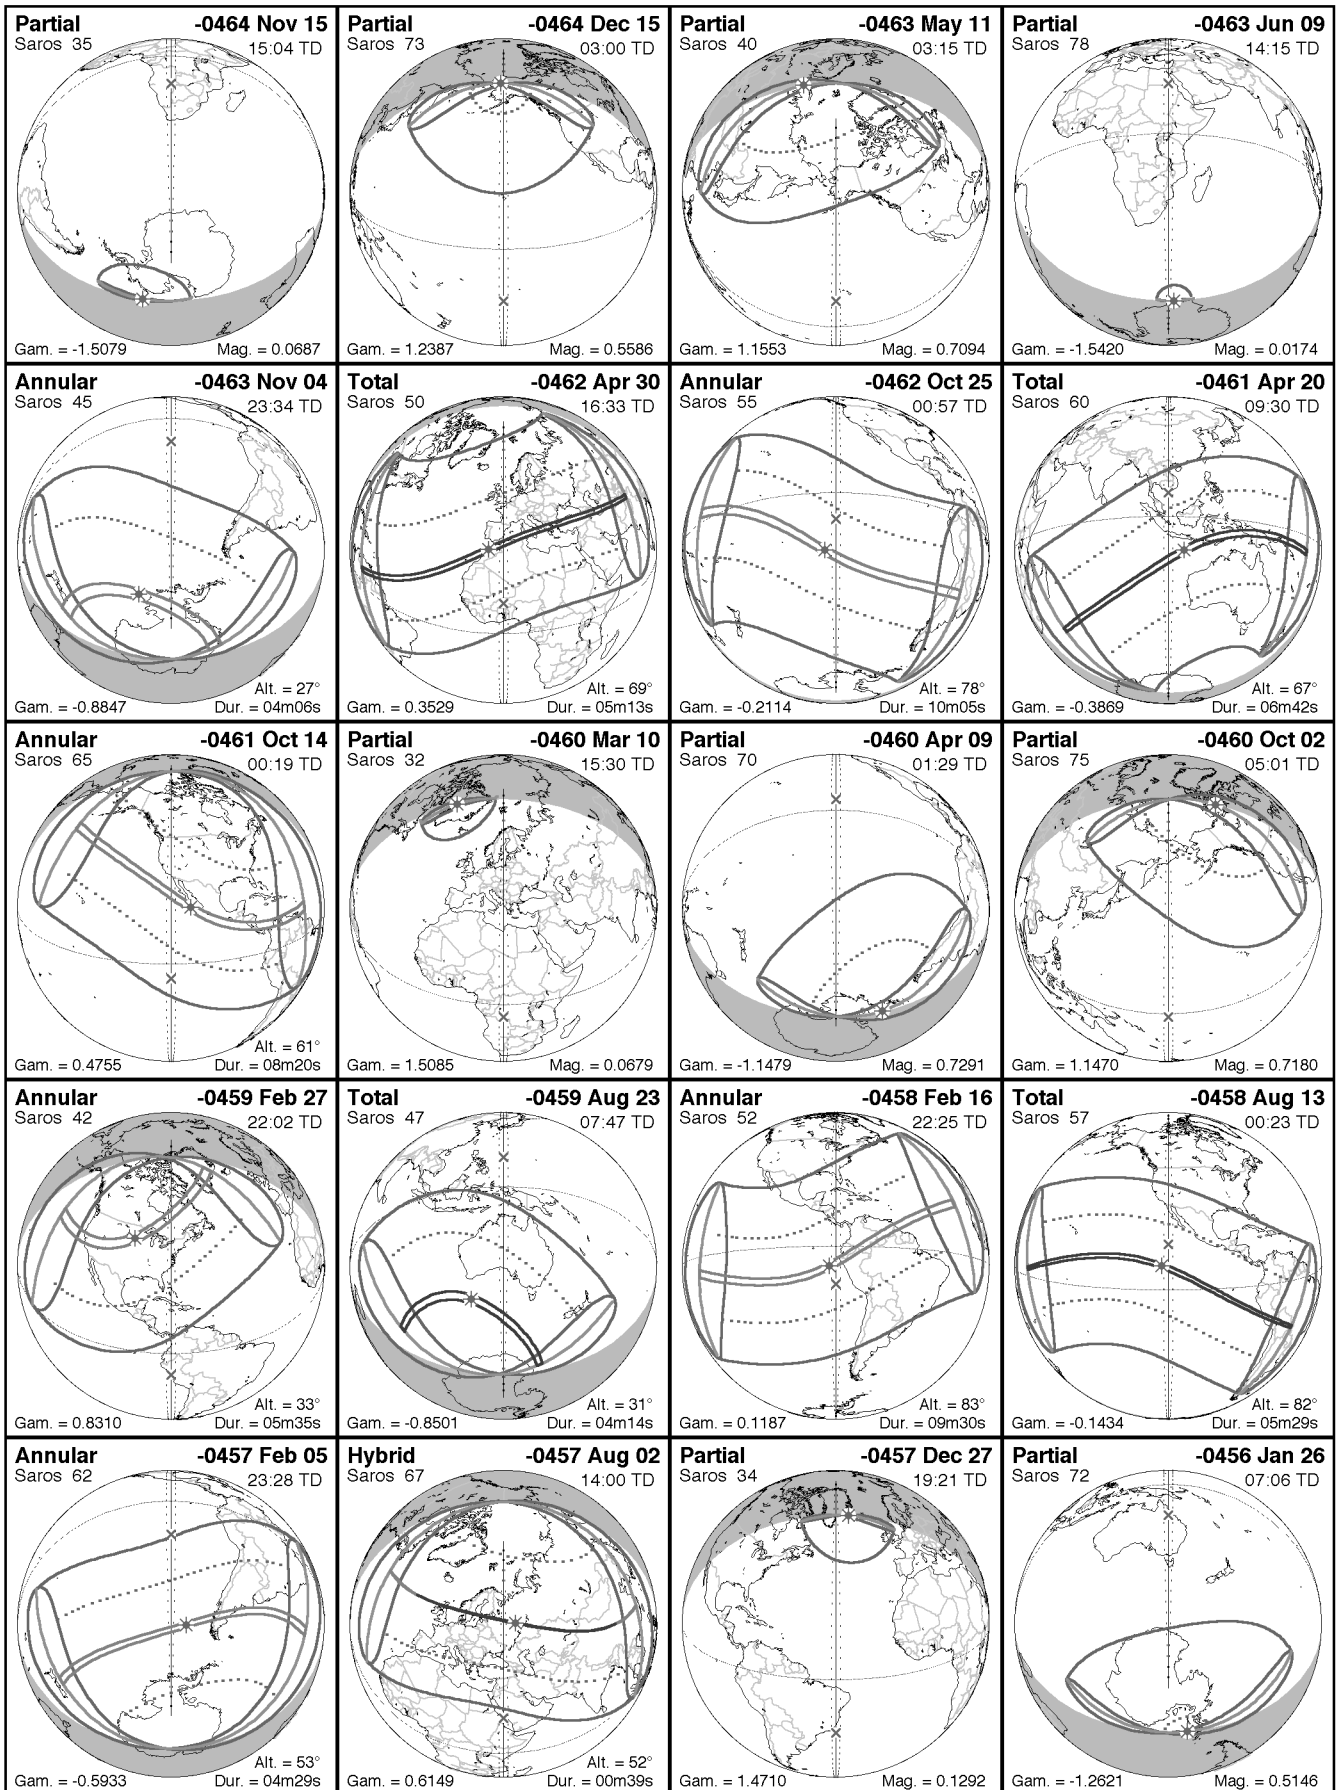 Partial -0464 Nov 15
Saros 35 15:04 TD
Gam. = -1.5079 Mag. = 0.0687
Partial -0464 Dec 15
Saros 73 03:00 TD
Gam. = 1.2387 Mag. = 0.5586
Partial -0463 May 11
Saros 40 03:15 TD
Gam. = 1.1553 Mag. = 0.7094
Partial -0463 Jun 09
Saros 78 14:15 TD
Gam. = -1.5420 Mag. = 0.0174
Annular -0463 Nov 04
Saros 45 23:34 TD
Alt. = 27°
Gam. = -0.8847 Dur. = 04m06s
Total -0462 Apr 30
Saros 50 16:33 TD
Alt. = 69°
Gam. = 0.3529 Dur. = 05m13s
Annular -0462 Oct 25
Saros 55 00:57 TD
Alt. = 78°
Gam. = -0.2114 Dur. = 10m05s
Total -0461 Apr 20
Saros 60 09:30 TD
Alt. = 67°
Gam. = -0.3869 Dur. = 06m42s
Annular -0461 Oct 14
Saros 65 00:19 TD
Alt. = 61°
Gam. = 0.4755 Dur. = 08m20s
Partial -0460 Mar 10
Saros 32 15:30 TD
Gam. = 1.5085 Mag. = 0.0679
Partial -0460 Apr 09
Saros 70 01:29 TD
Gam. = -1.1479 Mag. = 0.7291
Partial -0460 Oct 02
Saros 75 05:01 TD
Gam. = 1.1470 Mag. = 0.7180
Annular -0459 Feb 27
Saros 42 22:02 TD
Alt. = 33°
Gam. = 0.8310 Dur. = 05m35s
Total -0459 Aug 23
Saros 47 07:47 TD
Alt. = 31°
Gam. = -0.8501 Dur. = 04m14s
Annular -0458 Feb 16
Saros 52 22:25 TD
Alt. = 83°
Gam. = 0.1187 Dur. = 09m30s
Total -0458 Aug 13
Saros 57 00:23 TD
Alt. = 82°
Gam. = -0.1434 Dur. = 05m29s
Annular -0457 Feb 05
Saros 62 23:28 TD
Alt. = 53°
Gam. = -0.5933 Dur. = 04m29s
Hybrid -0457 Aug 02
Saros 67 14:00 TD
Alt. = 52°
Gam. = 0.6149 Dur. = 00m39s
Partial -0457 Dec 27
Saros 34 19:21 TD
Gam. = 1.4710 Mag. = 0.1292
Partial -0456 Jan 26
Saros 72 07:06 TD
Gam. = -1.2621 Mag. = 0.5146